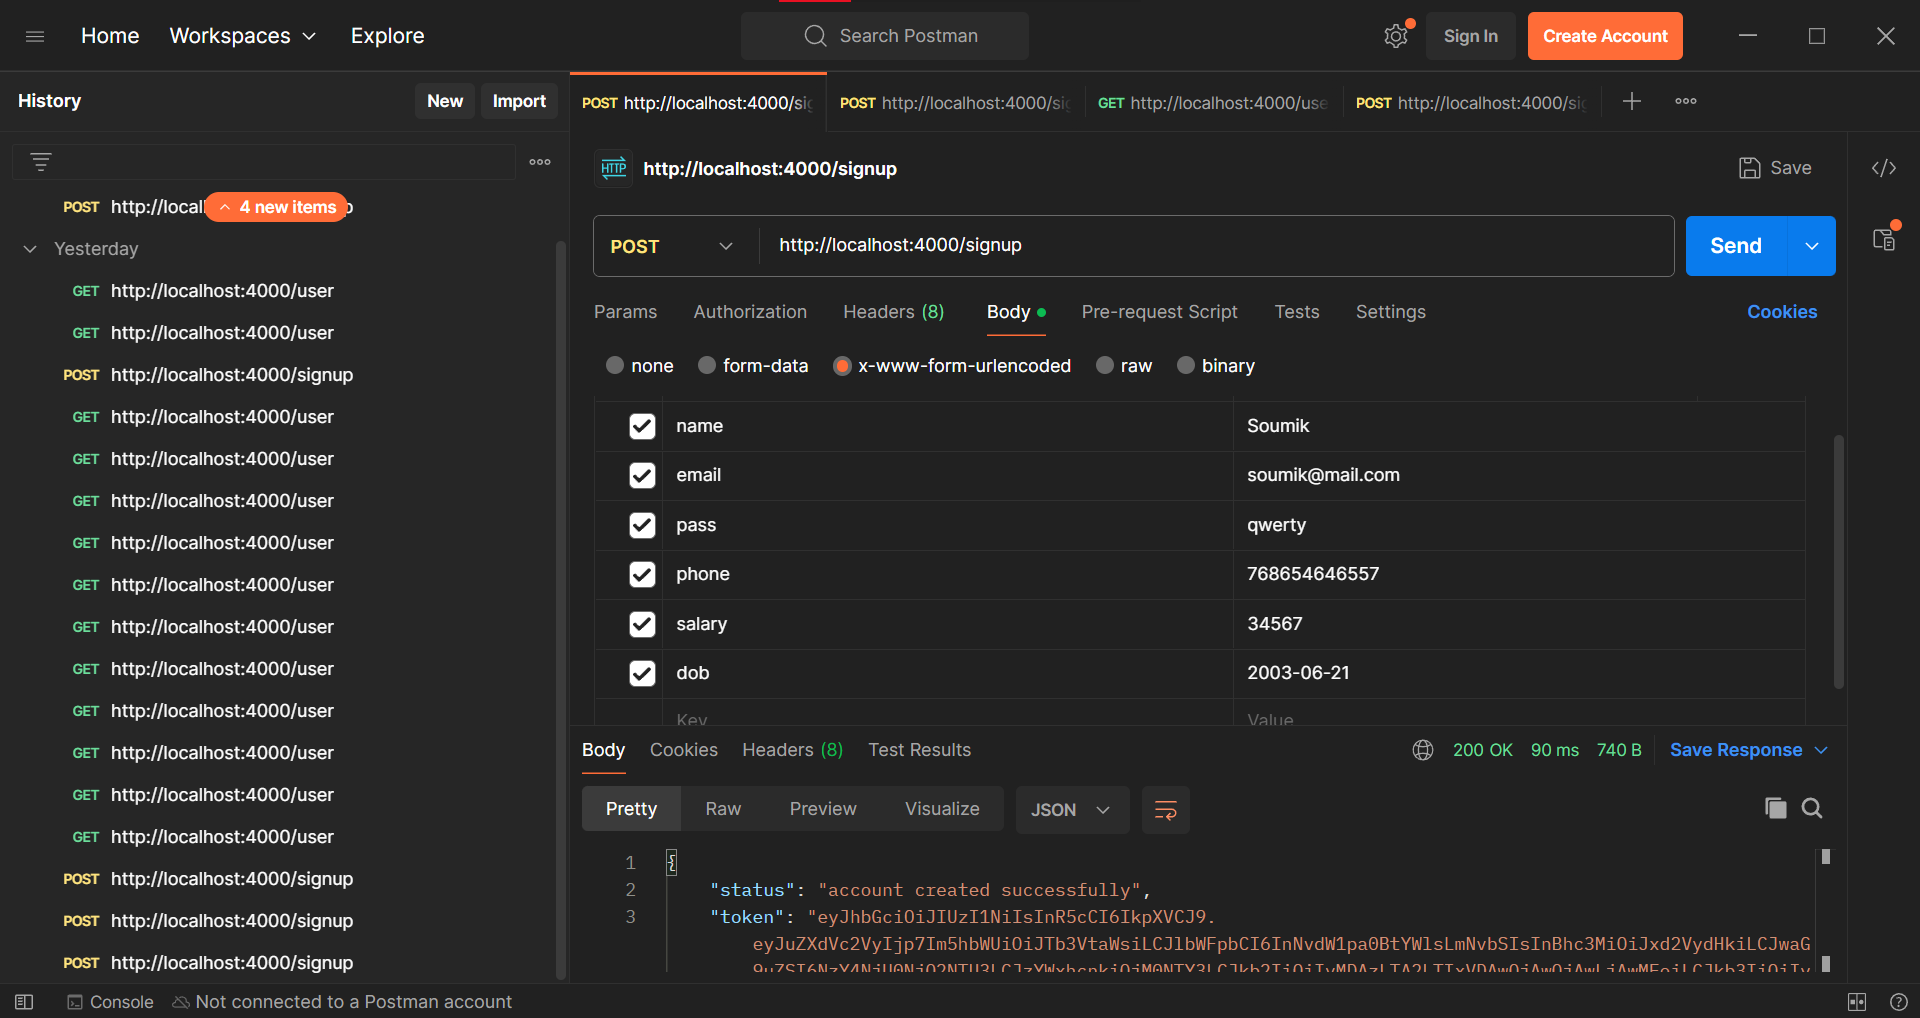 Home Workspaces Explore Search Postman Sign In Create Account
History New Import
POST http://localhost:4000/sig POST http://localhost:4000/sig GET http://localhost:4000/use POST http://localhost:4000/sig
http://localhost:4000/signup Save
POST http://locall 4 new items p
POST http://localhost:4000/signup Send
Yesterday
GET http://localhost:4000/user
GET http://localhost:4000/user
POST http://localhost:4000/signup
GET http://localhost:4000/user
GET http://localhost:4000/user
GET http://localhost:4000/user
GET http://localhost:4000/user
GET http://localhost:4000/user
GET http://localhost:4000/user
GET http://localhost:4000/user
GET http://localhost:4000/user
GET http://localhost:4000/user
GET http://localhost:4000/user
GET http://localhost:4000/user
POST http://localhost:4000/signup
POST http://localhost:4000/signup
POST http://localhost:4000/signup
Params Authorization Headers (8) Body Pre-request Script Tests Settings Cookies
none form-data x-www-form-urlencoded raw binary
name Soumik
email soumik@mail.com
pass qwerty
phone 768654646557
salary 34567
dob 2003-06-21
Key Value
Body Cookies Headers (8) Test Results 200 OK 90 ms 740 B Save Response
Pretty Raw Preview Visualize JSON
1 {
2 "status": "account created successfully",
3 "token": "eyJhbGciOiJIUzI1NiIsInR5cCI6IkpXVCJ9.
eyJuZXdVc2VyIjp7Im5hbWUiOiJTb3VtaWsiLCJlbWFpbCI6InNvdW1pa0BtYWlsLmNvbSIsInBhc3MiOiJxd2VydHkiLCJwaG
Console Not connected to a Postman account